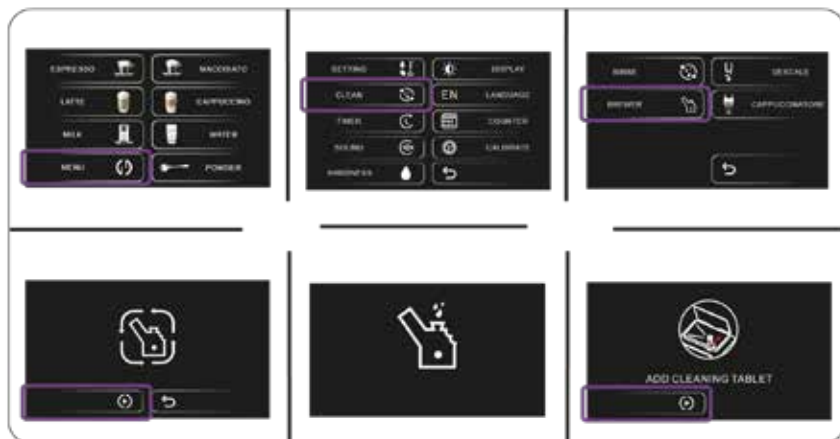 ESPRESSO
MACCHIATO
LATTE
CAPPUCCINO
MILK
WATER
MENU
POWDER
SETTING
DISPLAY
CLEAN
EN LANGUAGE
TIMER
COUNTER
SOUND
CALIBRATE
HARDNESS
RINSE
DESCALE
BREWER
CAPPUCCINATORE
ADD CLEANING TABLET